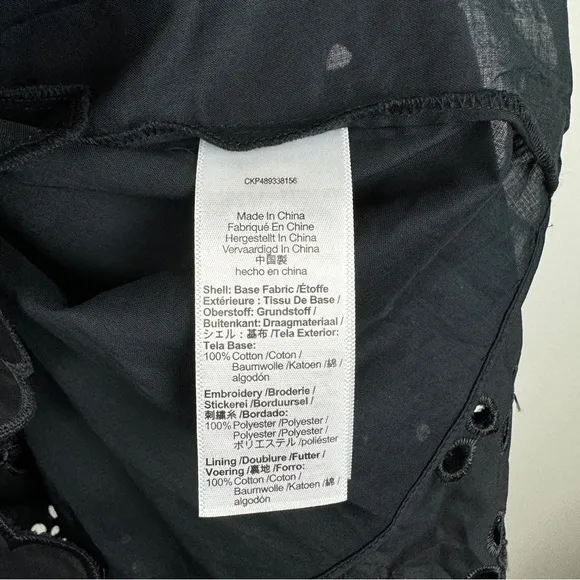 CKP489338156
Made In China
Fabriqué En Chine
Hergestellt In China
Vervaardigd In China
中国製
hecho en china
Shell: Base Fabric /Étoffe
Extérieure : Tissu De Base /
Oberstoff: Grundstoff /
Buitenkant: Draagmateriaal /
シェル：基布 /Tela Exterior:
Tela Base:
100% Cotton /Coton /
Baumwolle /Katoen /綿 /
algodón
Embroidery /Broderie /
Stickerei /Borduursel /
刺繍糸 /Bordado:
100% Polyester /Polyester /
Polyester /Polyester /
ポリエステル /poliéster
Lining /Doublure /Futter /
Voering /裏地 /Forro:
100% Cotton /Coton /
Baumwolle /Katoen /綿 /
algodón